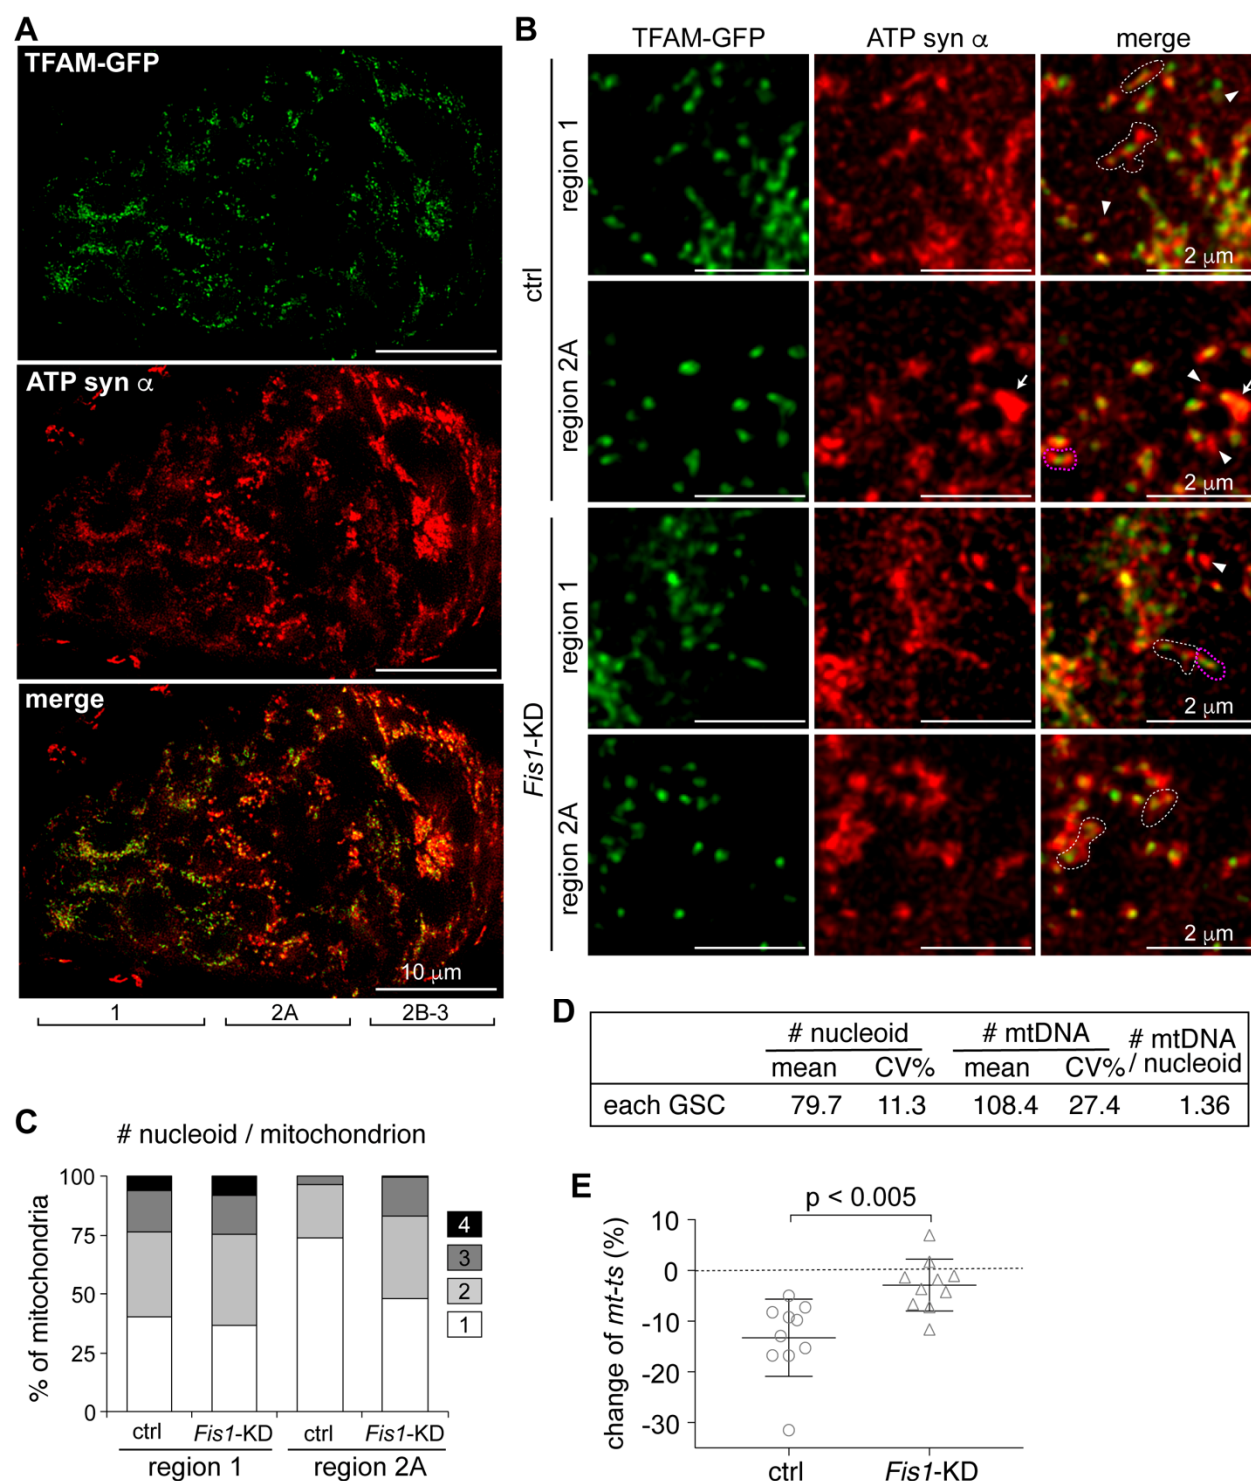 A
TFAM-GFP
ATP syn α
merge
10 μm
1 2A 2B-3
B
TFAM-GFP ATP syn α merge
ctrl
region 1
2 μm
region 2A
2 μm
Fis1-KD
region 1
2 μm
region 2A
2 μm
C
# nucleoid / mitochondrion
% of mitochondria
100
75
50
25
0
4
3
2
1
ctrl Fis1-KD ctrl Fis1-KD
region 1 region 2A
D
# nucleoid # mtDNA # mtDNA
mean CV% mean CV% / nucleoid
each GSC 79.7 11.3 108.4 27.4 1.36
E
p < 0.005
change of mt-ts (%)
10
0
-10
-20
-30
ctrl Fis1-KD